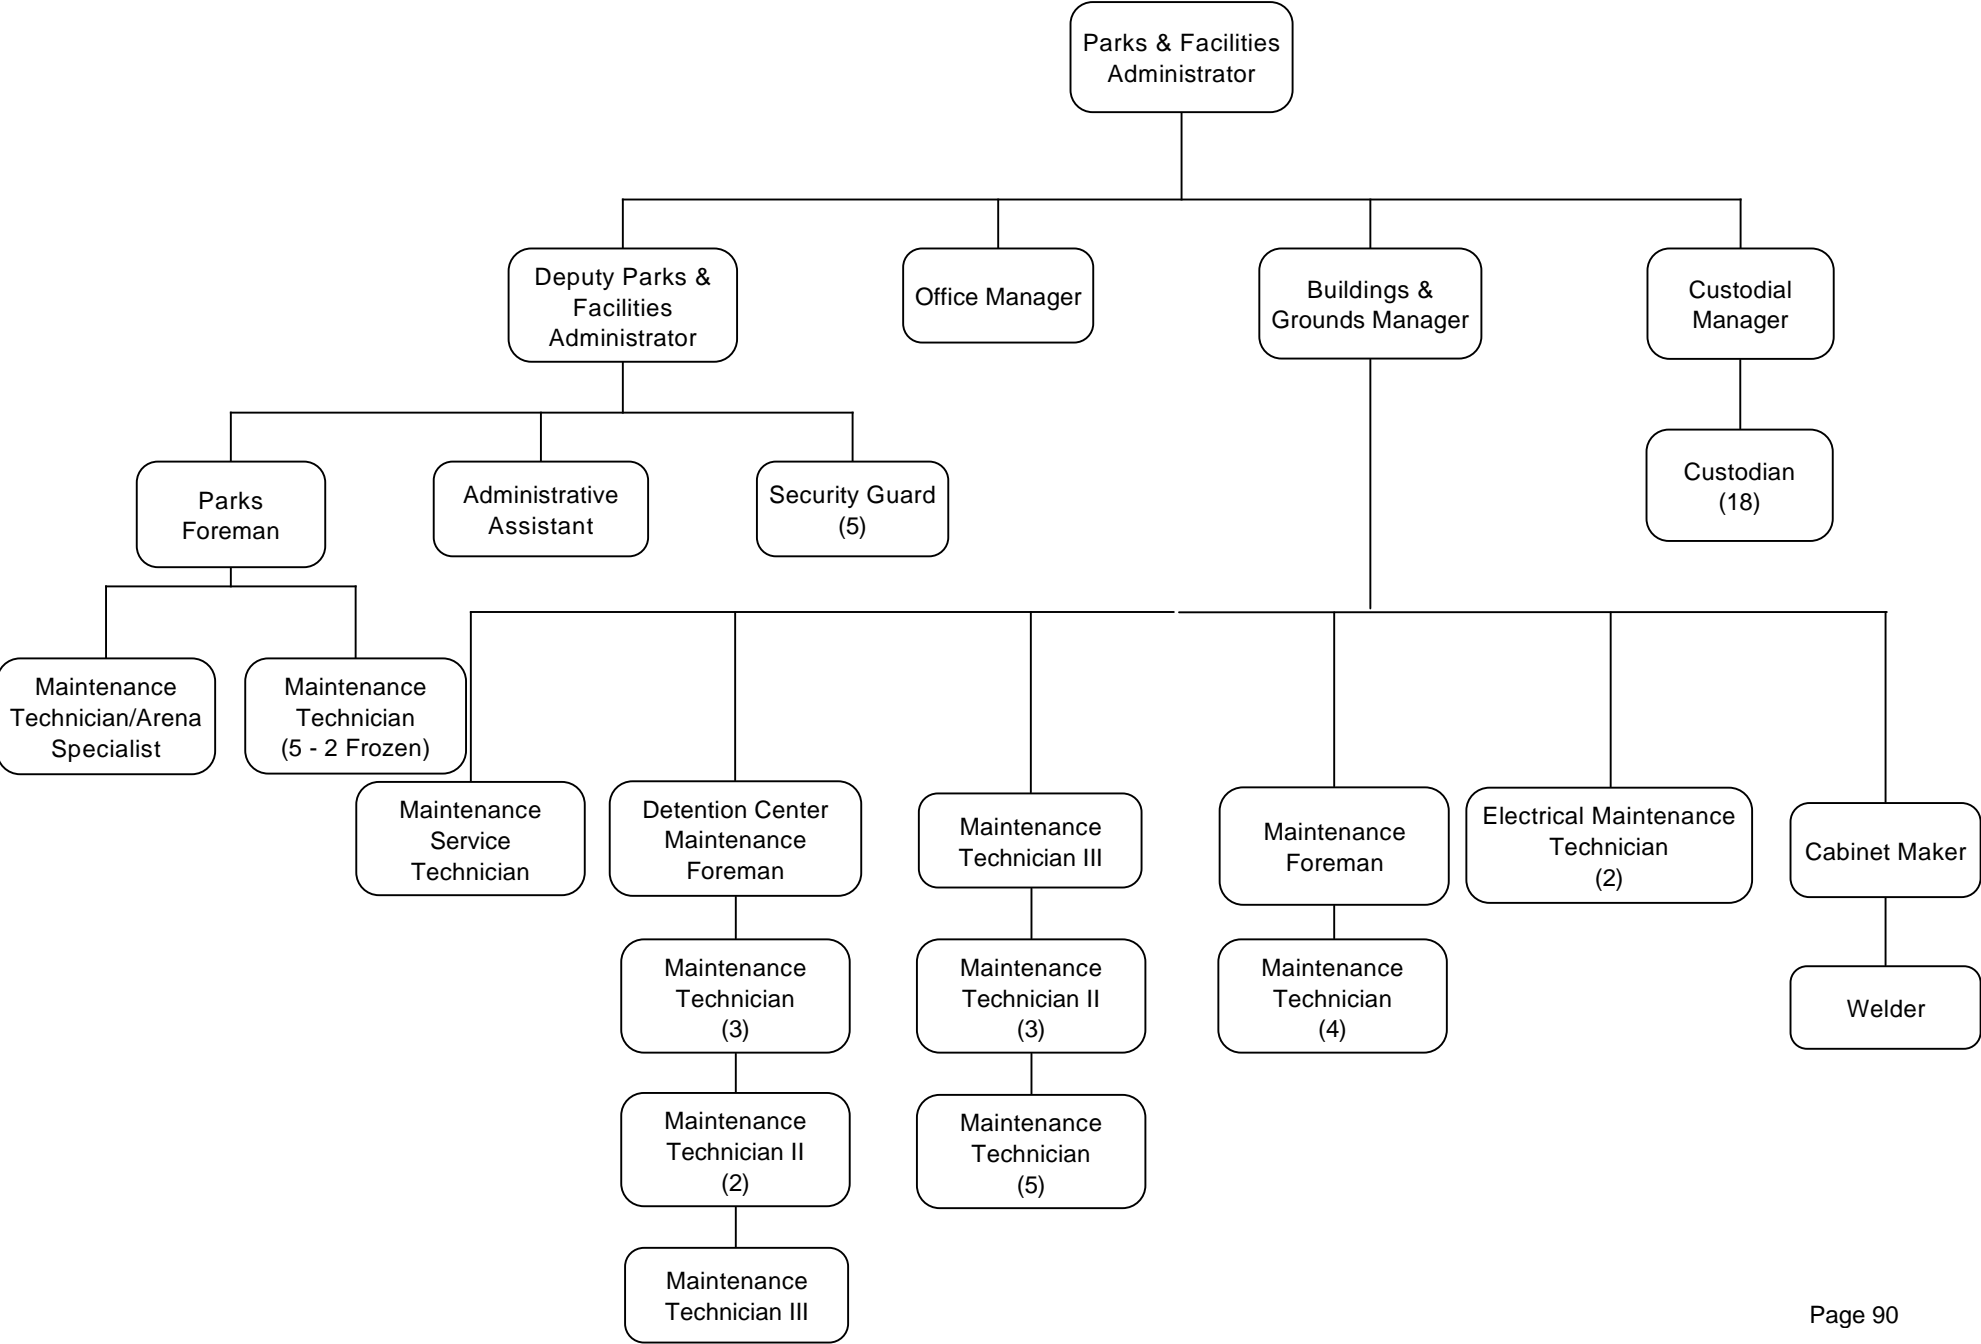 Parks & Facilities
Administrator
Deputy Parks &
Facilities
Administrator
Office Manager
Buildings &
Grounds Manager
Custodial
Manager
Parks
Foreman
Administrative
Assistant
Security Guard
(5)
Custodian
(18)
Maintenance
Technician/Arena
Specialist
Maintenance
Technician
(5 - 2 Frozen)
Maintenance
Service
Technician
Detention Center
Maintenance
Foreman
Maintenance
Technician III
Maintenance
Foreman
Electrical Maintenance
Technician
(2)
Cabinet Maker
Maintenance
Technician
(3)
Maintenance
Technician II
(3)
Maintenance
Technician
(4)
Welder
Maintenance
Technician II
(2)
Maintenance
Technician
(5)
Maintenance
Technician III
Page 90